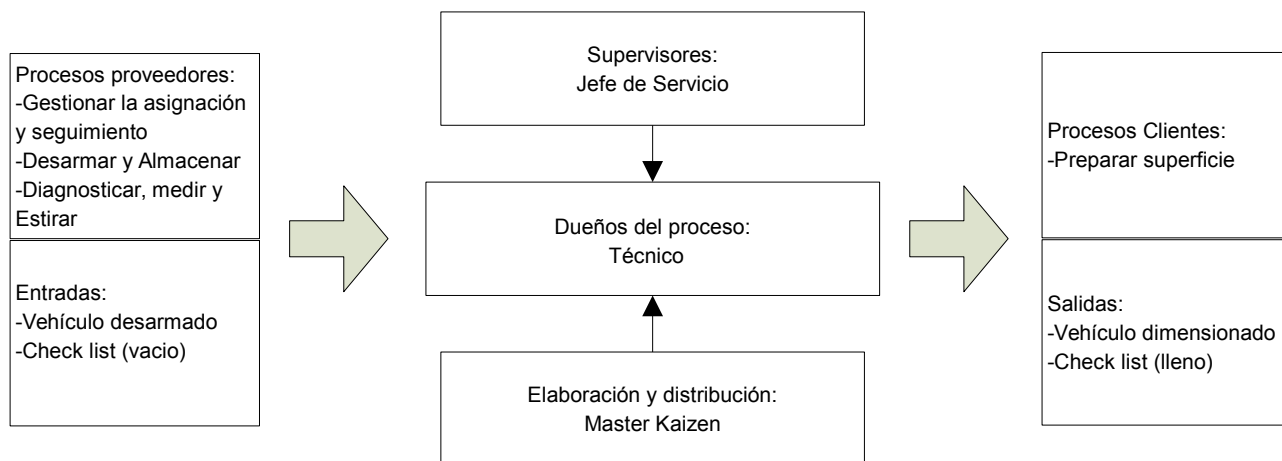 Procesos proveedores:
-Gestionar la asignación
y seguimiento
-Desarmar y Almacenar
-Diagnosticar, medir y
Estirar
Entradas:
-Vehículo desarmado
-Check list (vacio)
Supervisores:
Jefe de Servicio
Dueños del proceso:
Técnico
Elaboración y distribución:
Master Kaizen
Procesos Clientes:
-Preparar superficie
Salidas:
-Vehículo dimensionado
-Check list (lleno)